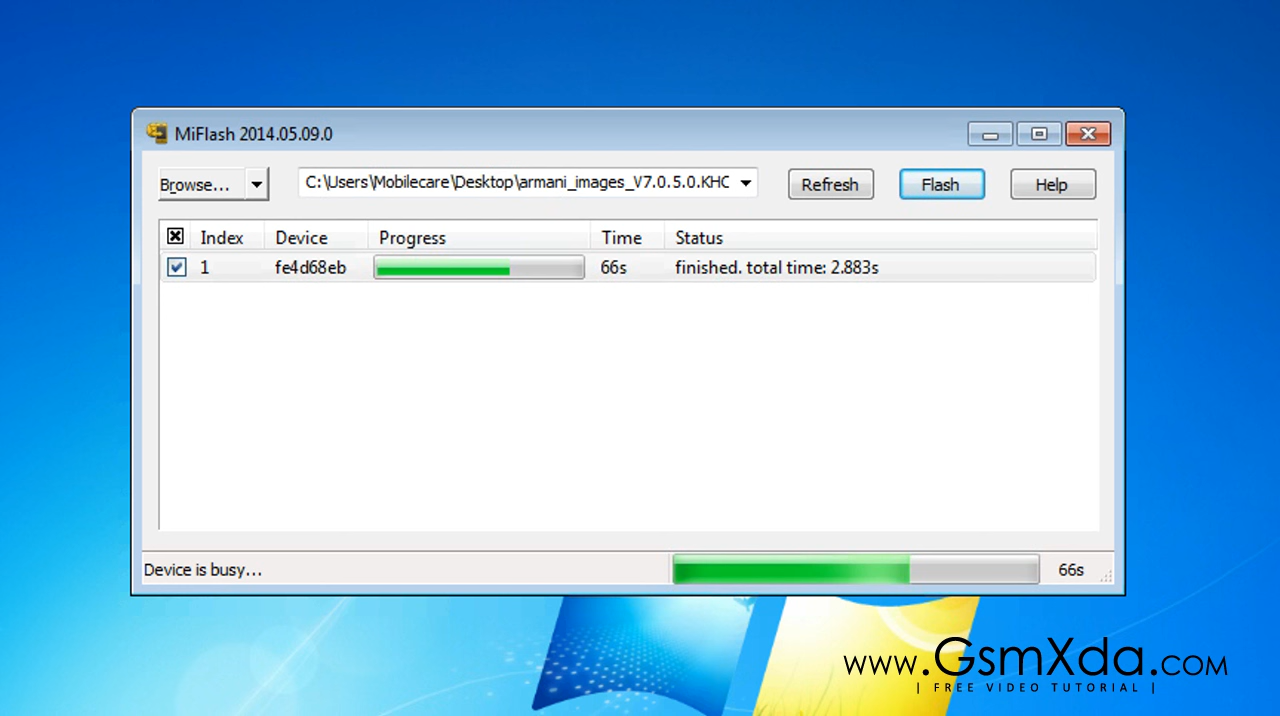 MiFlash 2014.05.09.0
Browse... C:\Users\Mobilecare\Desktop\armani_images_V7.0.5.0.KHC Refresh Flash Help
Index Device Progress Time Status
1 fe4d68eb 66s finished. total time: 2.883s
Device is busy... 66s
www.GsmXda.com
| FREE VIDEO TUTORIAL |